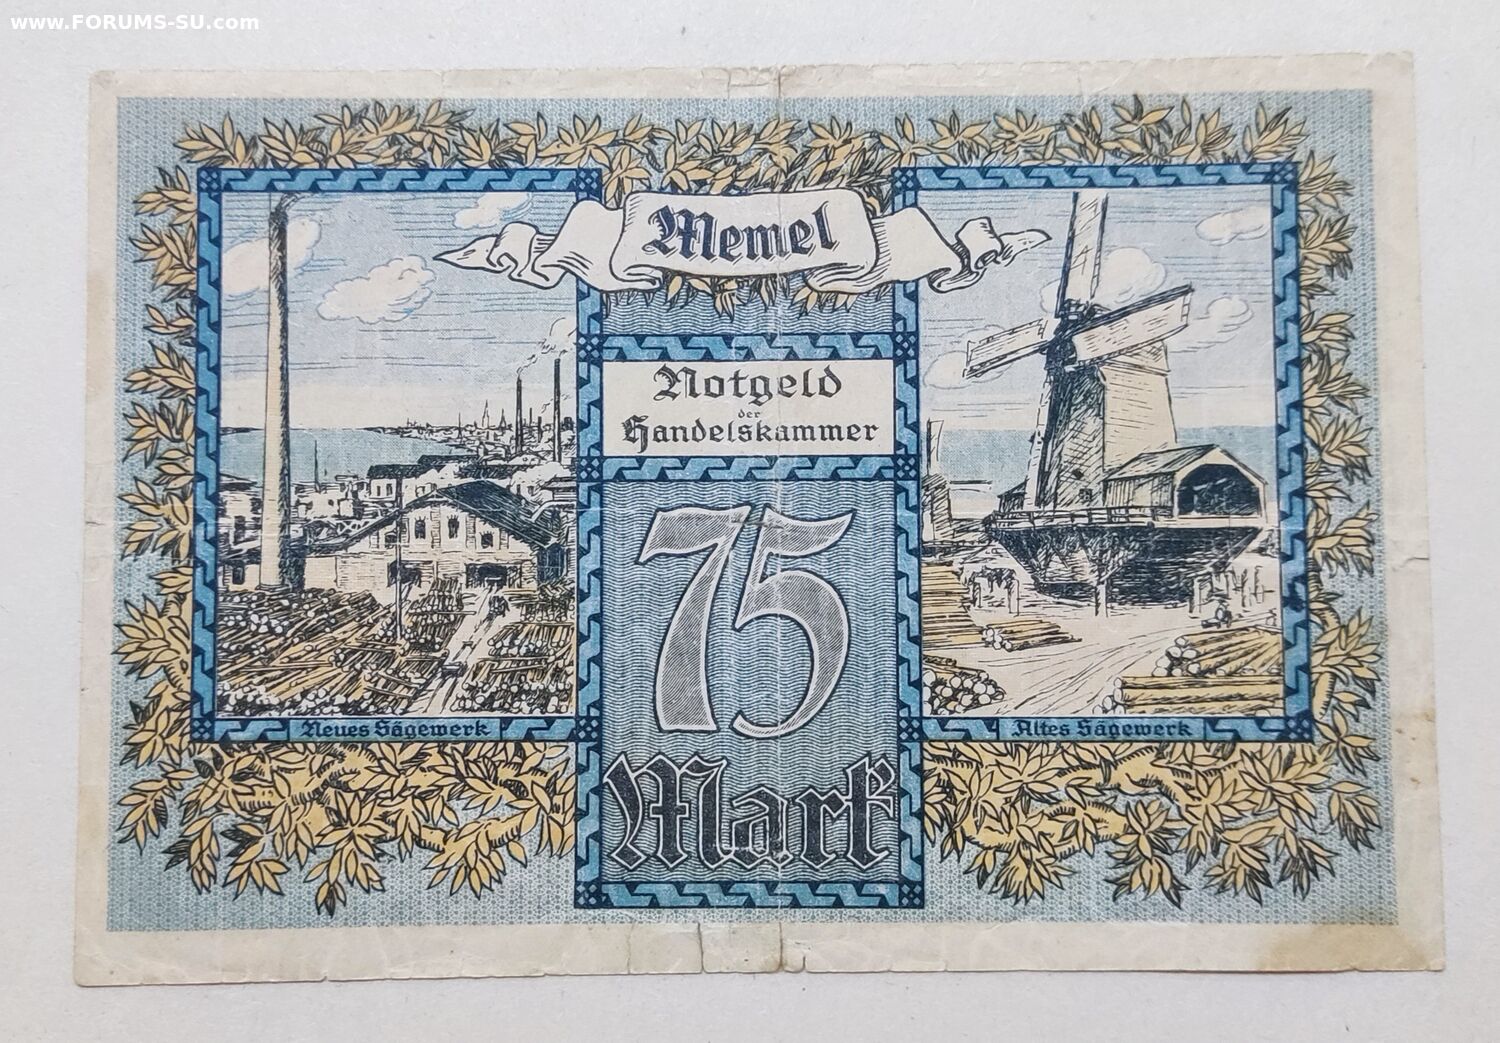 www.FORUMS-SU.com
Memel
Notgeld
der
Handelskammer
75
Mark
Neues Sägewerk
Altes Sägewerk